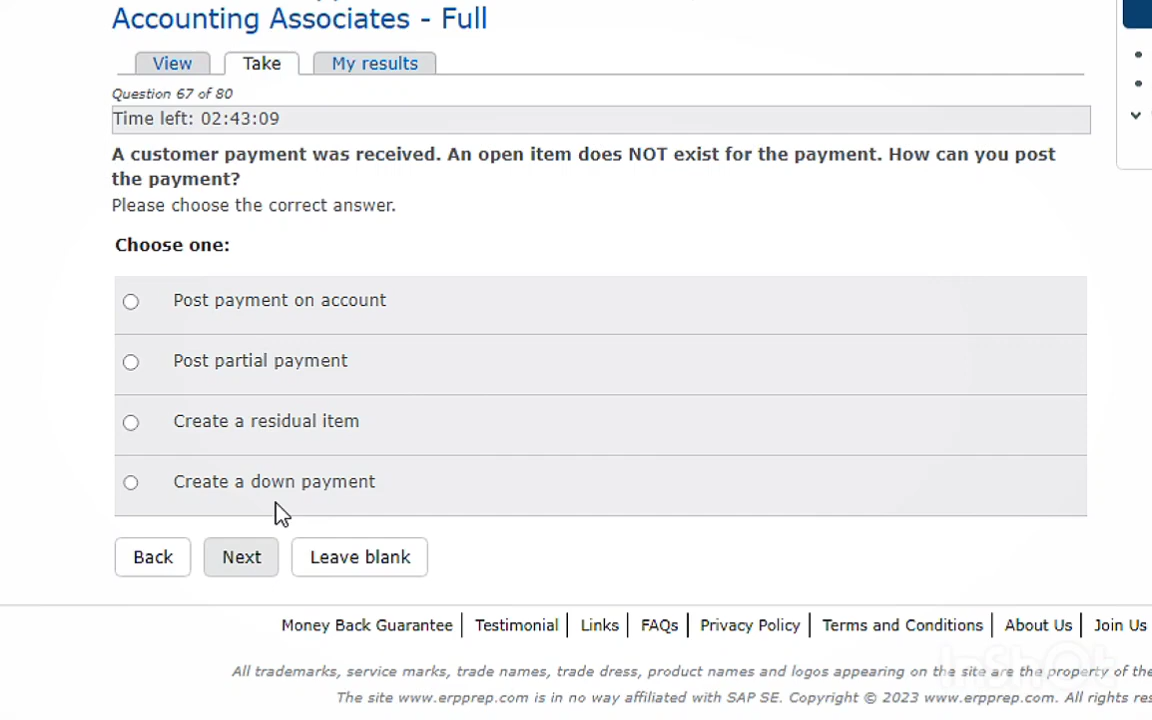 Accounting Associates - Full
View
Take
My results
Question 67 of 80
Time left: 02:43:09
A customer payment was received. An open item does NOT exist for the payment. How can you post
the payment?
Please choose the correct answer.
Choose one:
Post payment on account
Post partial payment
Create a residual item
Create a down payment
Back
Next
Leave blank
Money Back Guarantee
Testimonial
Links
FAQs
Privacy Policy
Terms and Conditions
About Us
Join Us
InShOt
All trademarks, service marks, trade names, trade dress, product names and logos appearing on the site are the property of the
The site www.erpprep.com is in no way affiliated with SAP SE. Copyright © 2023 www.erpprep.com. All rights res